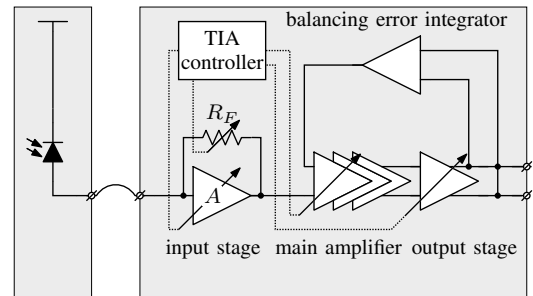 balancing error integrator
TIA
controller
R_F
A
input stage main amplifier output stage